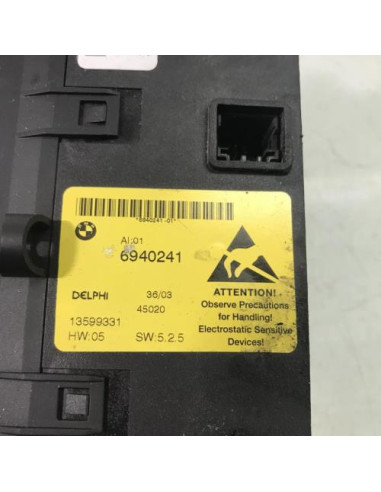 *6940241-01*
AI:01
6940241
DELPHI 36/03
45020
13599331
HW:05 SW:5.2.5
ATTENTION!
Observe Precautions
for Handling!
Electrostatic Sensitive
Devices!